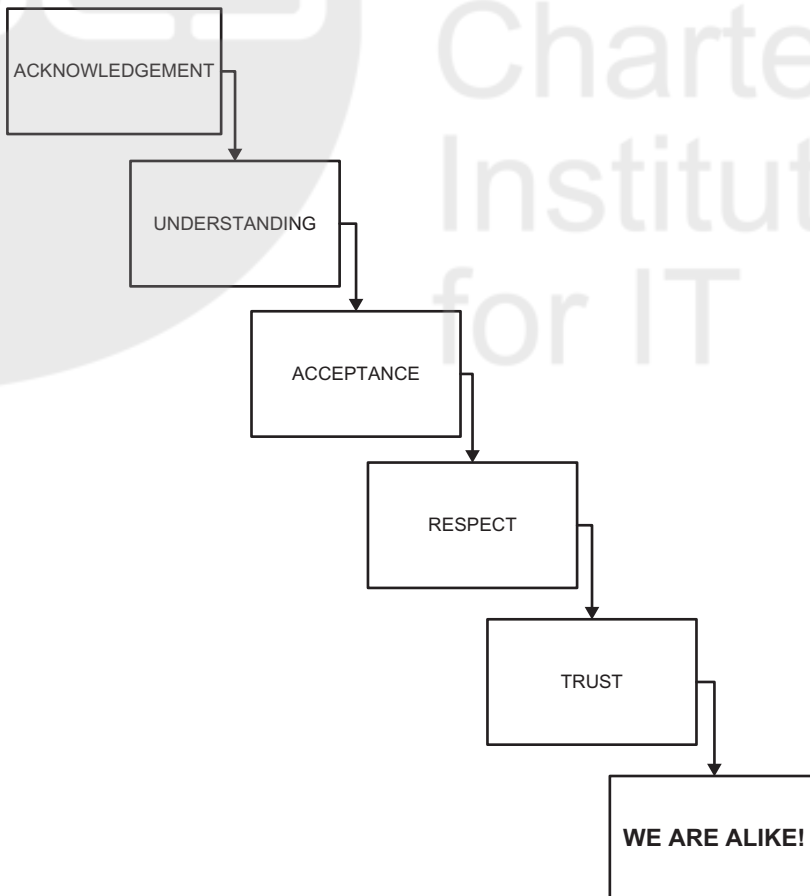 Charte
Institut
for IT
ACKNOWLEDGEMENT
UNDERSTANDING
ACCEPTANCE
RESPECT
TRUST
WE ARE ALIKE!